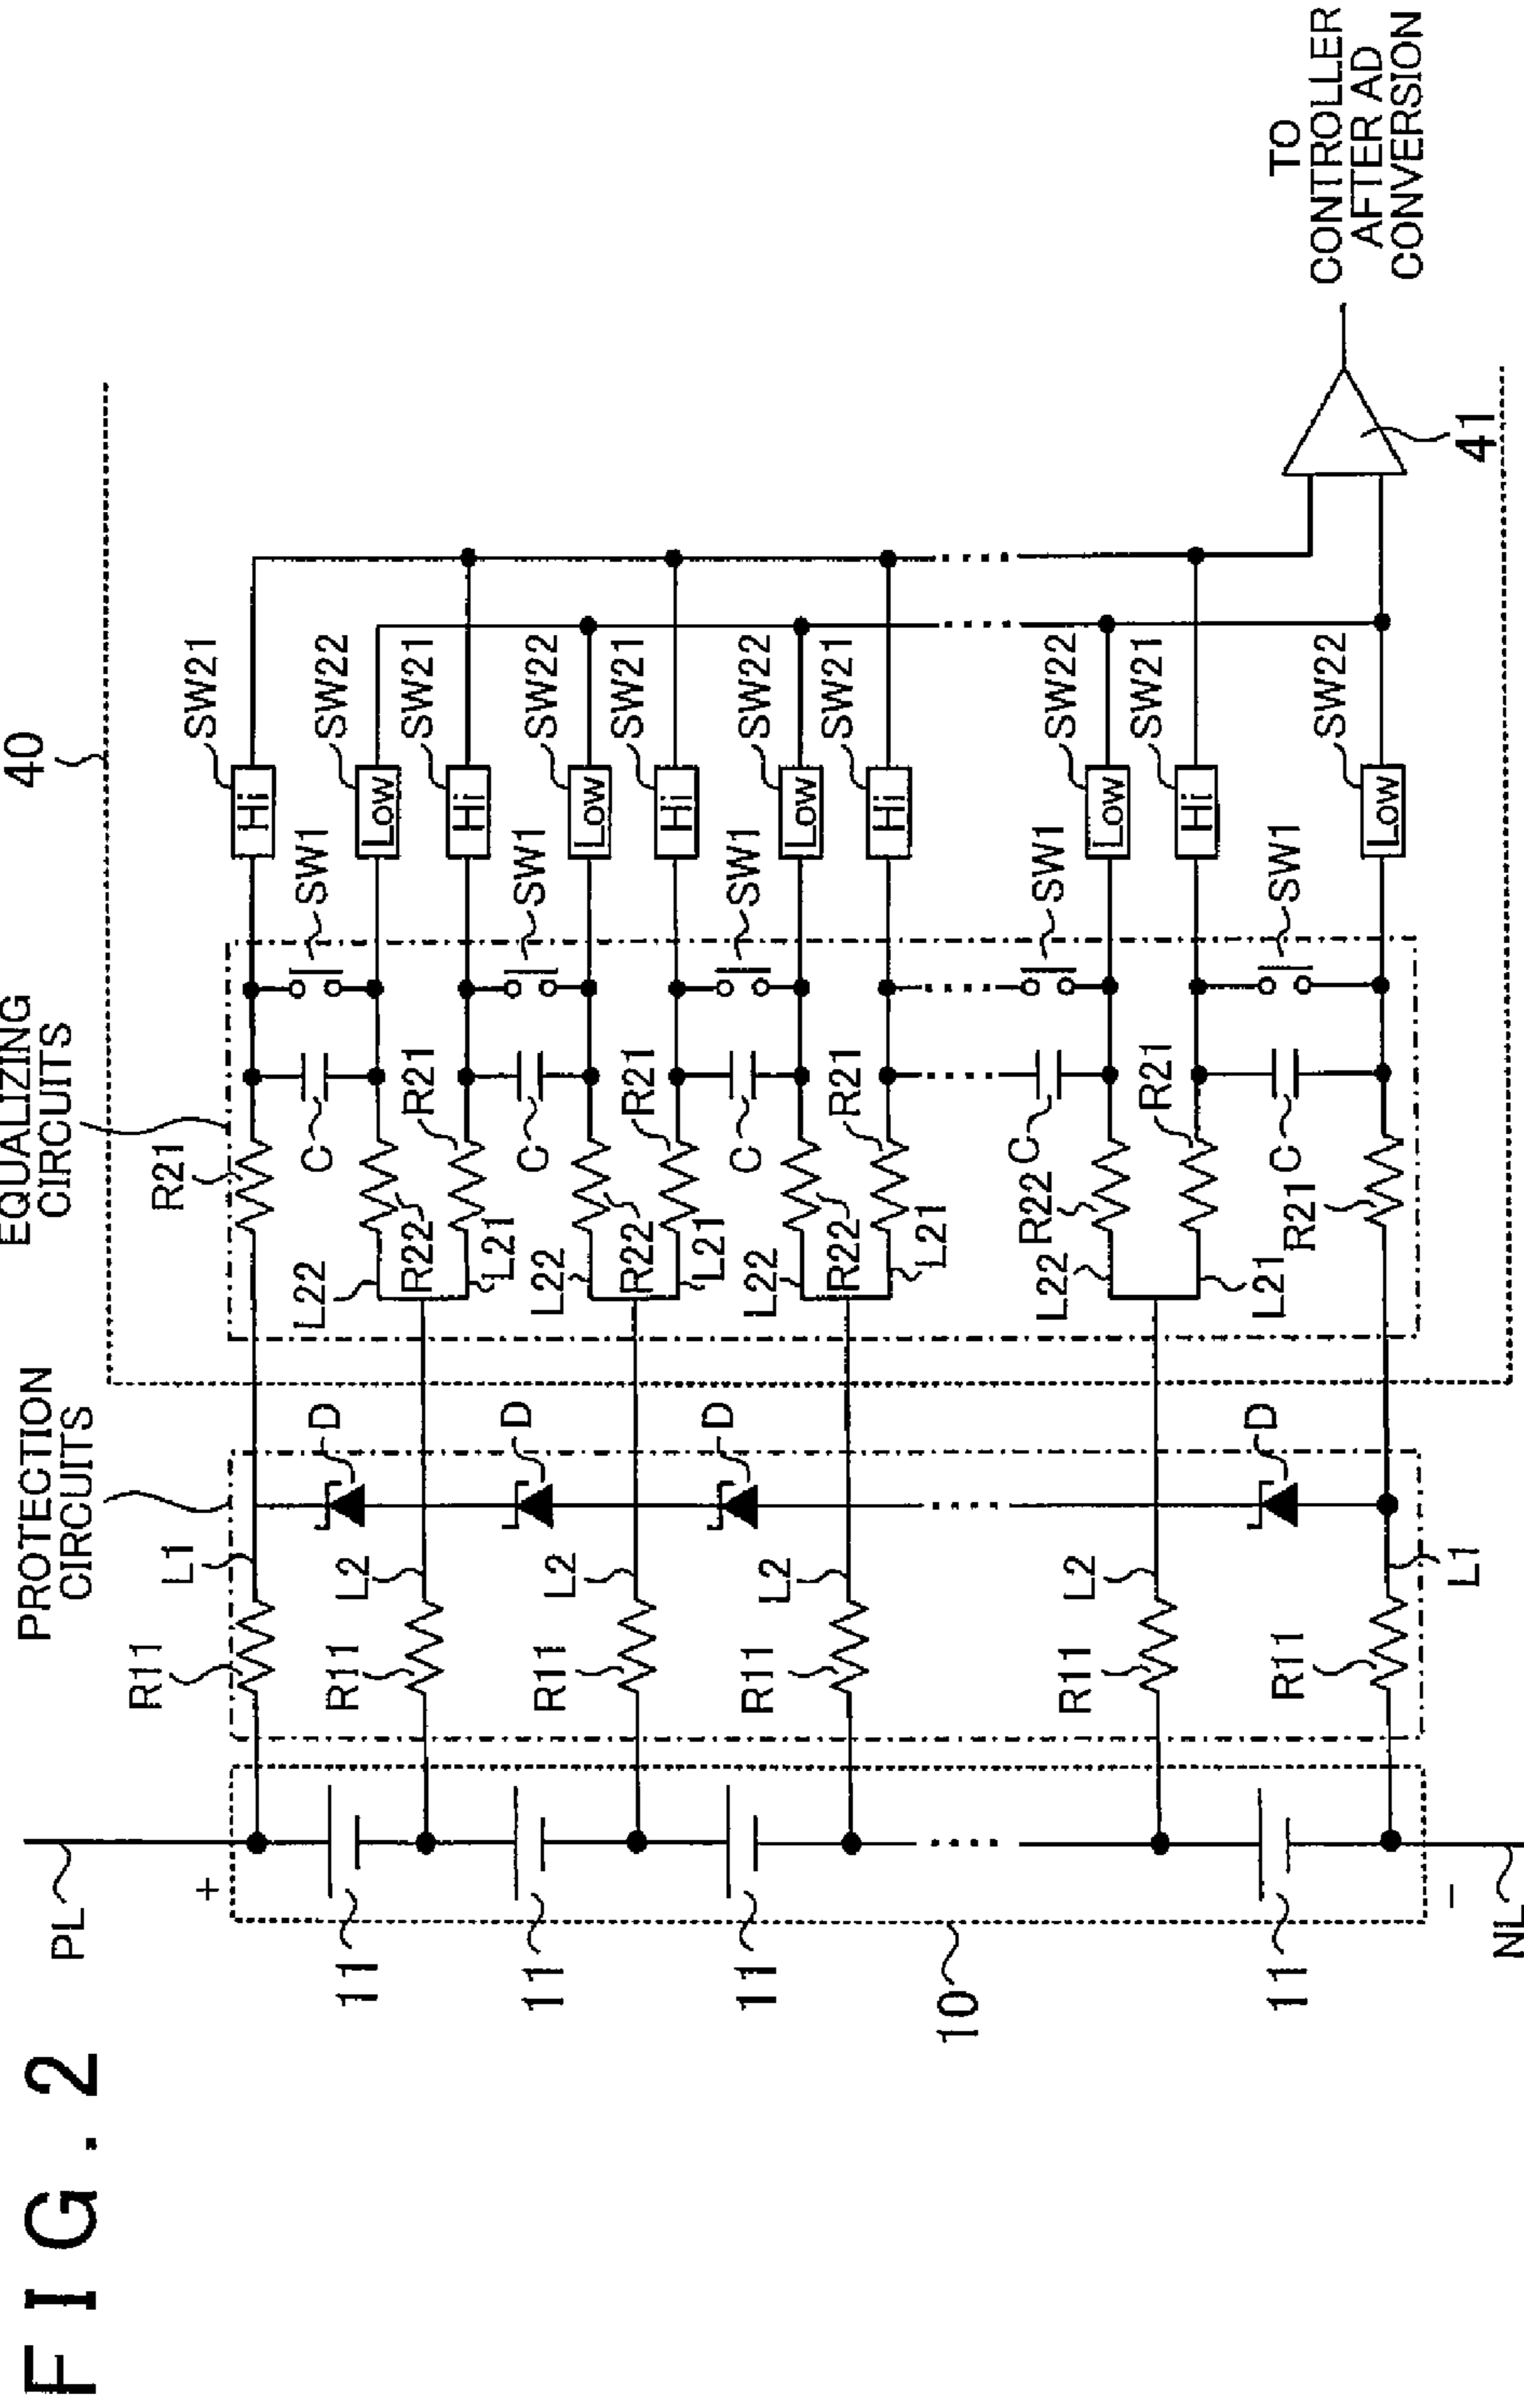 FIG. 2
40
EQUALIZING
CIRCUITS
PROTECTION
CIRCUITS
TO
CONTROLLER
AFTER AD
CONVERSION
41
PL
+
10
11
11
11
11
−
NL
R11
R11
R11
R11
R11
R11
L1
L2
L2
L2
L2
L1
D
D
D
D
L22
L21
L22
L21
L22
L21
L22
L21
R21
R22
R21
R22
R21
R22
R21
R22
R21
R21
C
C
C
C
C
SW1
SW1
SW1
SW1
SW1
Hi
Low
Hi
Low
Hi
Low
Hi
Low
Hi
Low
SW21
SW22
SW21
SW22
SW21
SW22
SW21
SW22
SW21
SW22